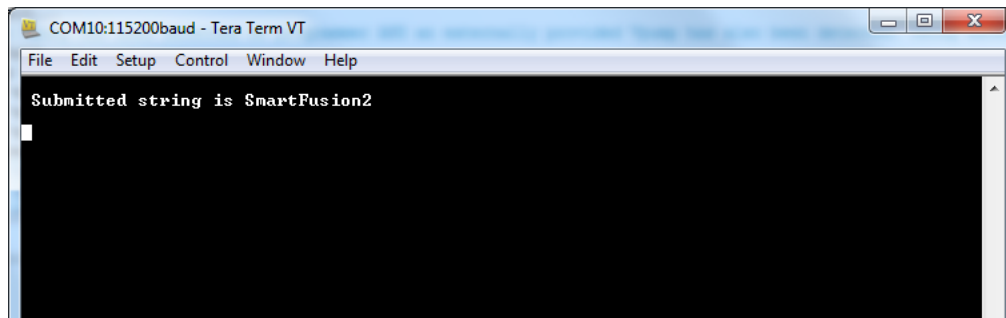 COM10:115200baud - Tera Term VT
File Edit Setup Control Window Help
Submitted string is SmartFusion2